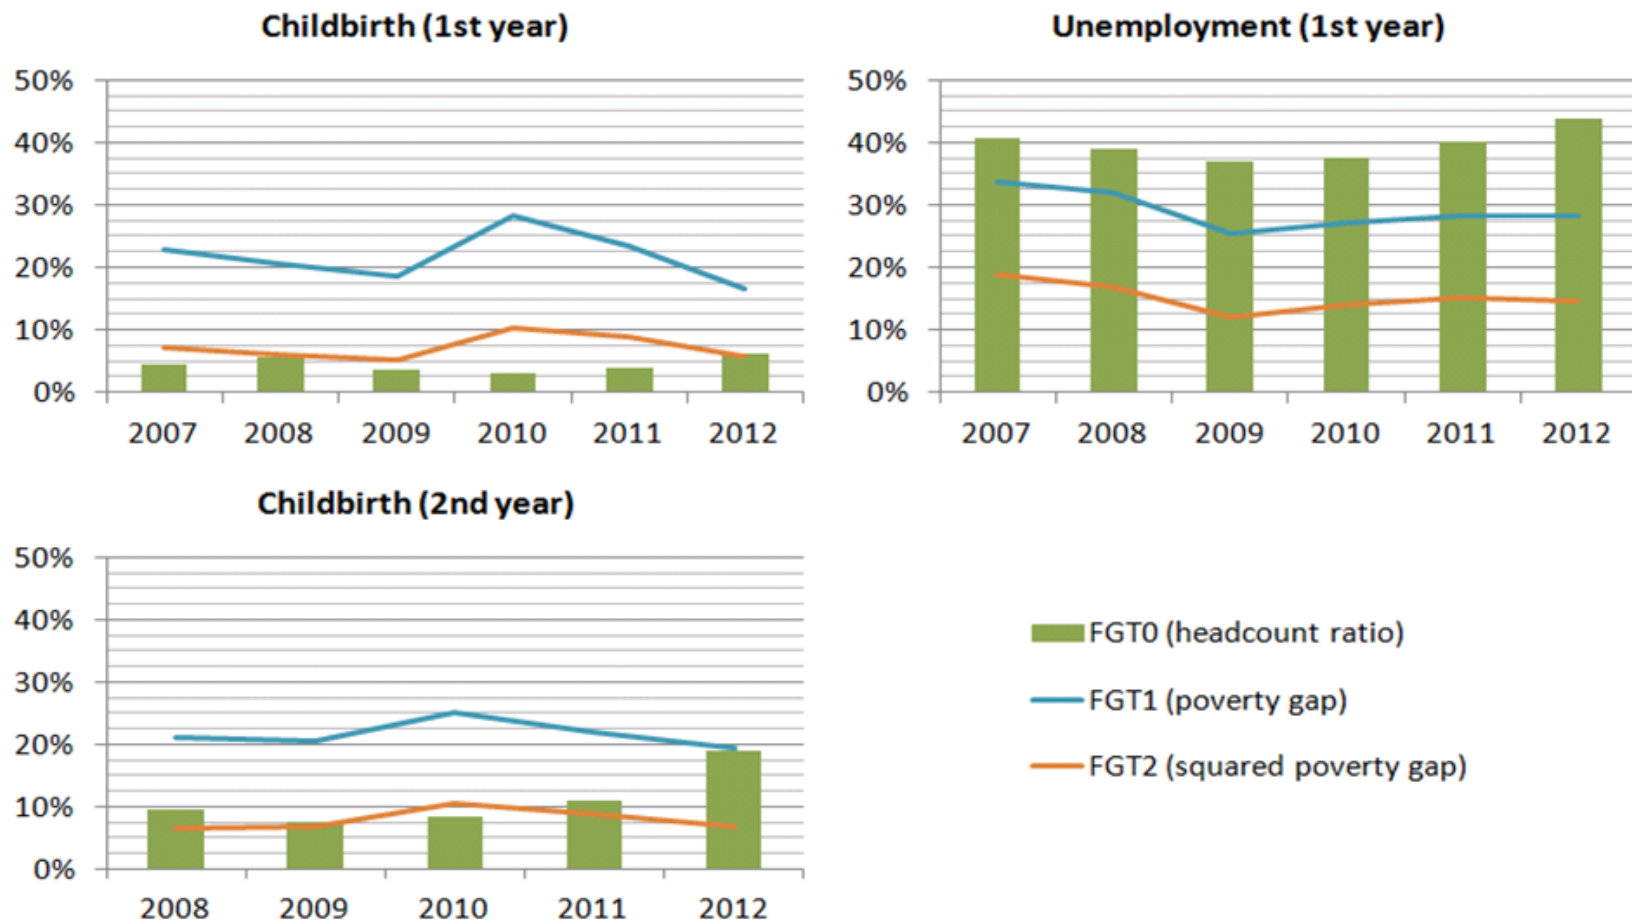 Childbirth (1st year)
50%
40%
30%
20%
10%
0%
2007 2008 2009 2010 2011 2012
Unemployment (1st year)
50%
40%
30%
20%
10%
0%
2007 2008 2009 2010 2011 2012
Childbirth (2nd year)
50%
40%
30%
20%
10%
0%
2008 2009 2010 2011 2012
FGT0 (headcount ratio)
FGT1 (poverty gap)
FGT2 (squared poverty gap)